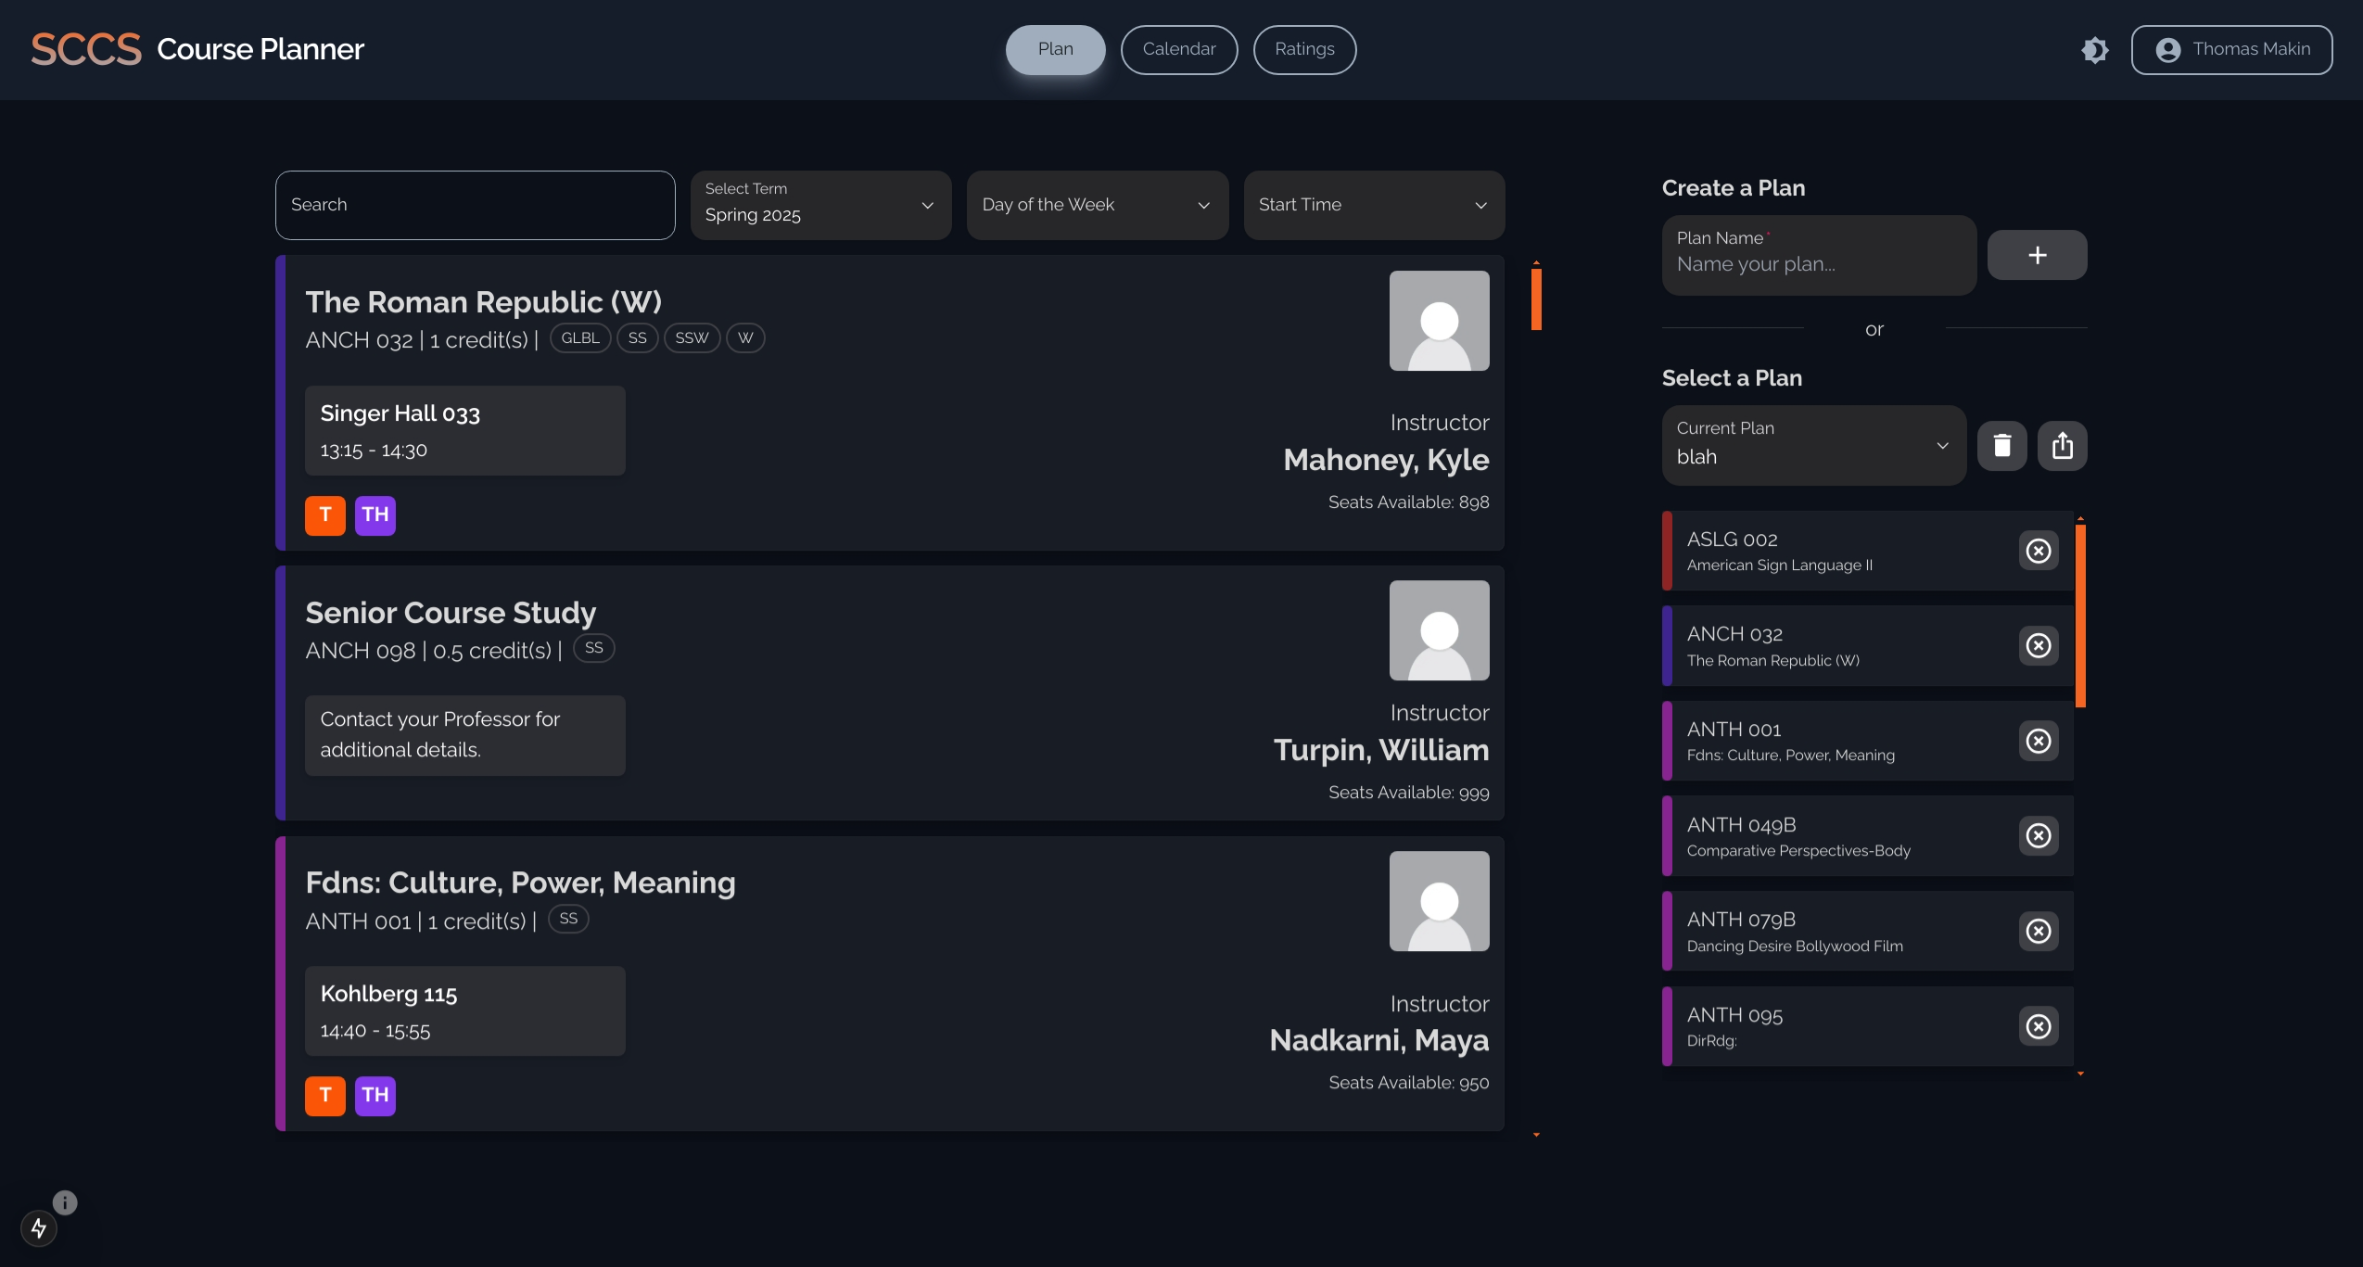 SCCS Course Planner
Plan
Calendar
Ratings
Thomas Makin
Search
Select Term
Spring 2025
Day of the Week
Start Time
The Roman Republic (W)
ANCH 032 | 1 credit(s) | GLBL SS SSW W
Singer Hall 033
13:15 - 14:30
T TH
Instructor
Mahoney, Kyle
Seats Available: 898
Senior Course Study
ANCH 098 | 0.5 credit(s) | SS
Contact your Professor for
additional details.
Instructor
Turpin, William
Seats Available: 999
Fdns: Culture, Power, Meaning
ANTH 001 | 1 credit(s) | SS
Kohlberg 115
14:40 - 15:55
T TH
Instructor
Nadkarni, Maya
Seats Available: 950
Create a Plan
Plan Name*
Name your plan...
+
or
Select a Plan
Current Plan
blah
ASLG 002
American Sign Language II
ANCH 032
The Roman Republic (W)
ANTH 001
Fdns: Culture, Power, Meaning
ANTH 049B
Comparative Perspectives-Body
ANTH 079B
Dancing Desire Bollywood Film
ANTH 095
DirRdg: